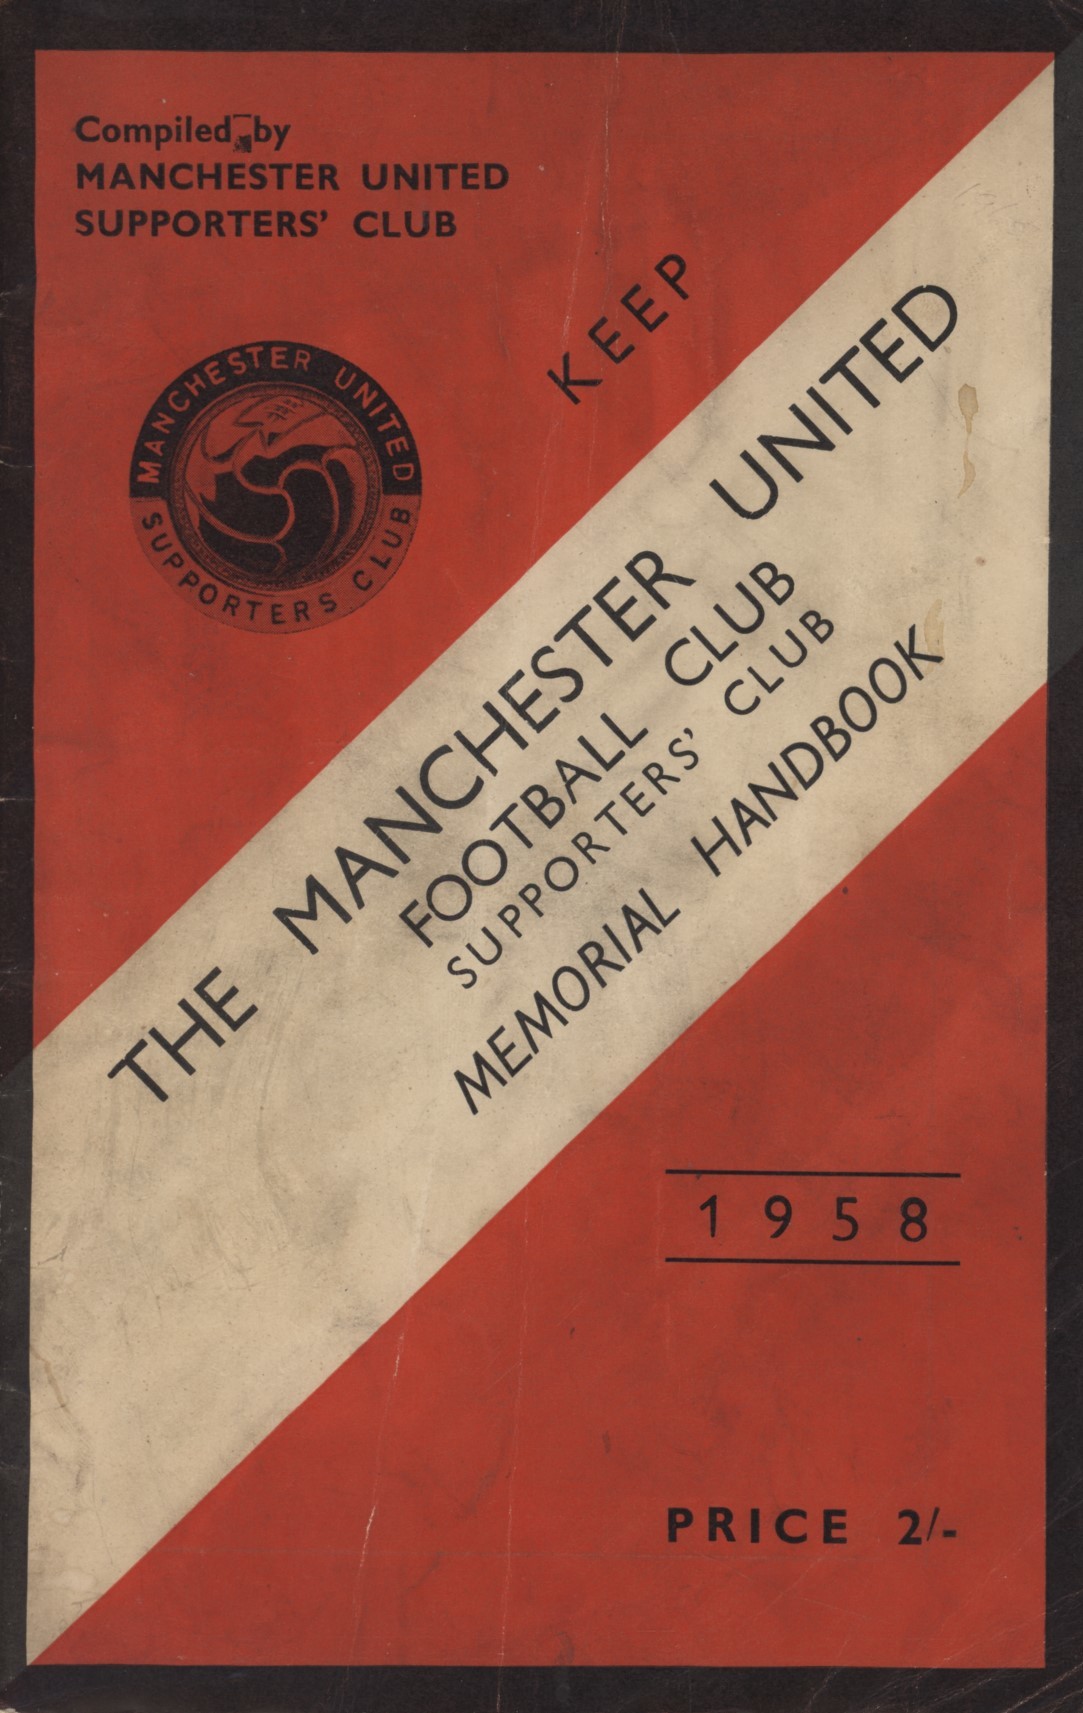 Compiled by
MANCHESTER UNITED
SUPPORTERS' CLUB
MANCHESTER UNITED
SUPPORTERS CLUB
KEEP
THE MANCHESTER UNITED
FOOTBALL CLUB
SUPPORTERS' CLUB
MEMORIAL HANDBOOK
1958
PRICE 2/-